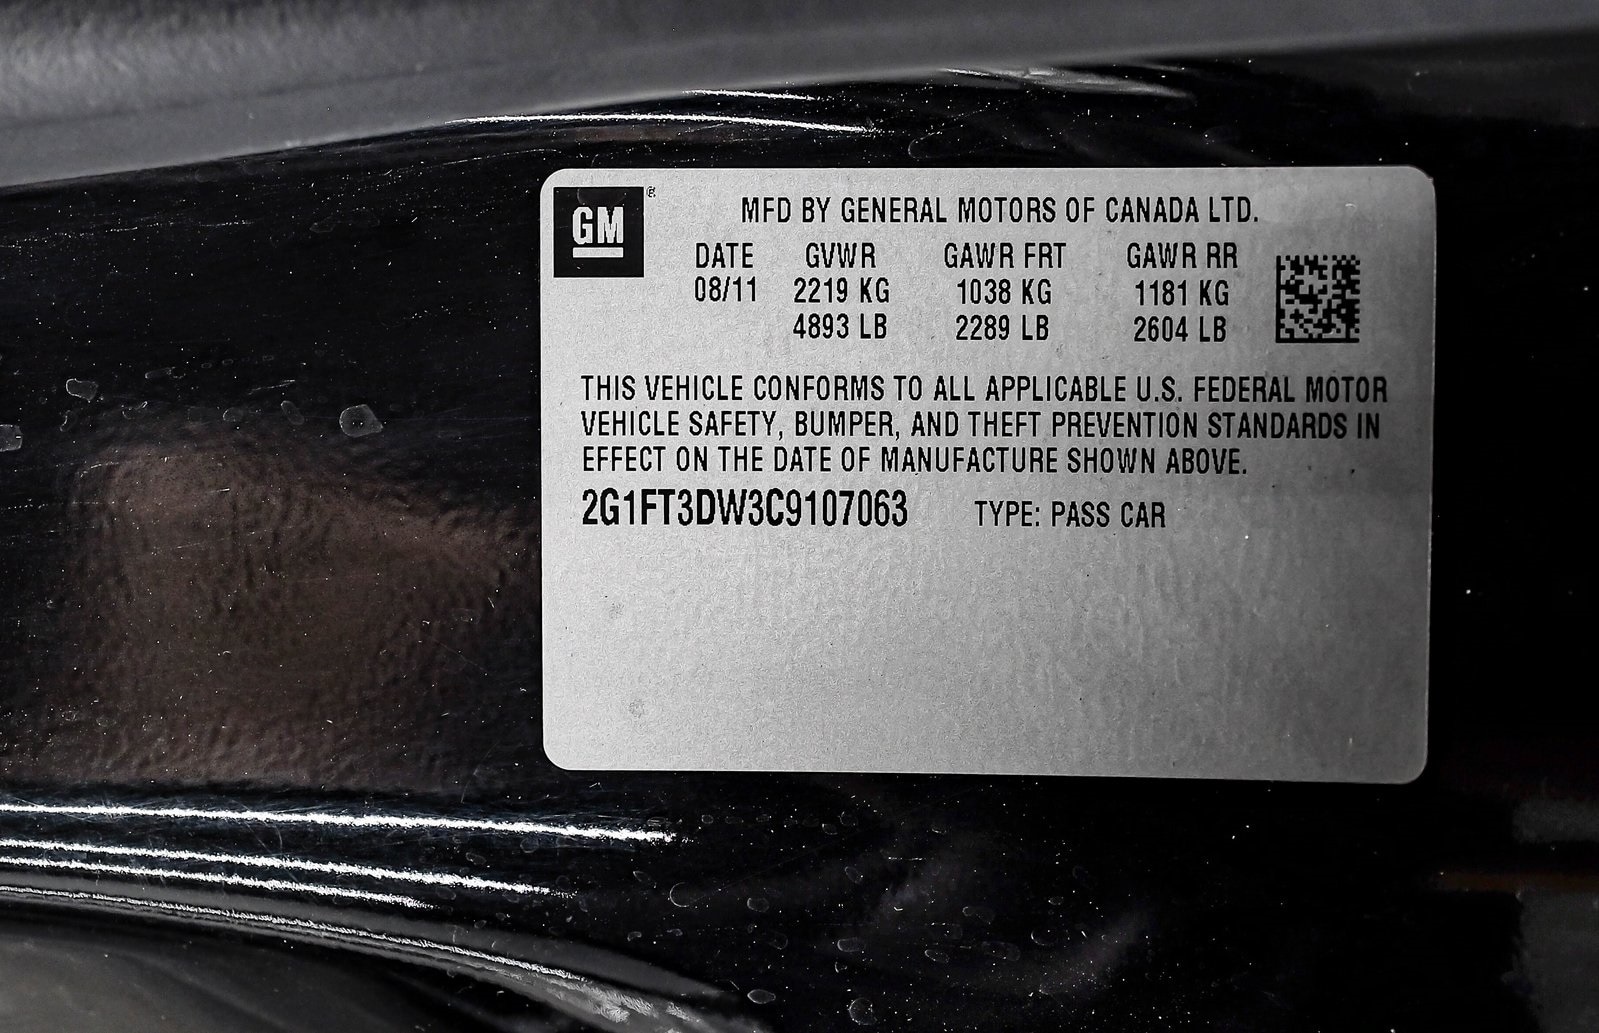 GM ®
MFD BY GENERAL MOTORS OF CANADA LTD.
DATE GVWR GAWR FRT GAWR RR
08/11 2219 KG 1038 KG 1181 KG
4893 LB 2289 LB 2604 LB
THIS VEHICLE CONFORMS TO ALL APPLICABLE U.S. FEDERAL MOTOR
VEHICLE SAFETY, BUMPER, AND THEFT PREVENTION STANDARDS IN
EFFECT ON THE DATE OF MANUFACTURE SHOWN ABOVE.
2G1FT3DW3C9107063 TYPE: PASS CAR